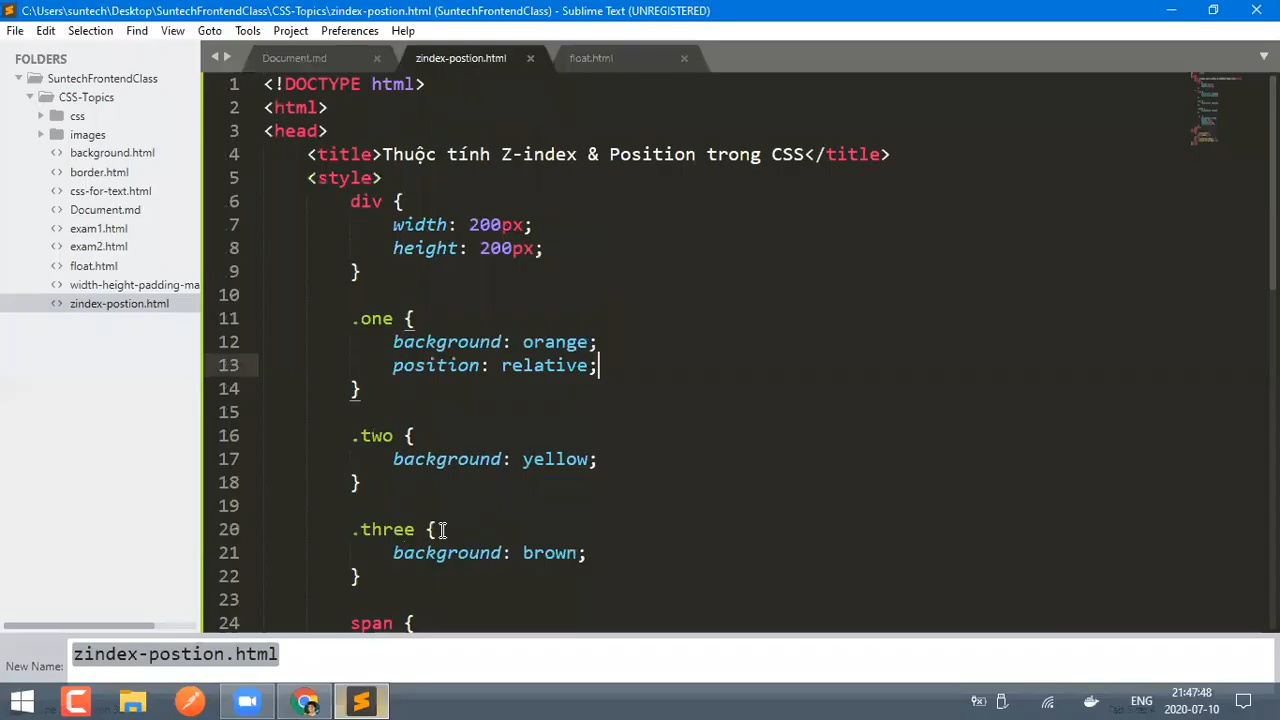 C:\Users\suntech\Desktop\SuntechFrontendClass\CSS-Topics\zindex-postion.html (SuntechFrontendClass) - Sublime Text (UNREGISTERED)
File Edit Selection Find View Goto Tools Project Preferences Help
FOLDERS
SuntechFrontendClass
CSS-Topics
css
images
background.html
border.html
css-for-text.html
Document.md
exam1.html
exam2.html
float.html
width-height-padding-ma
zindex-postion.html
Document.md zindex-postion.html float.html
1 <!DOCTYPE html>
2 <html>
3 <head>
4 <title>Thuộc tính Z-index & Position trong CSS</title>
5 <style>
6 div {
7 width: 200px;
8 height: 200px;
9 }
10
11 .one {
12 background: orange;
13 position: relative;
14 }
15
16 .two {
17 background: yellow;
18 }
19
20 .three {
21 background: brown;
22 }
23
24 span {
New Name: zindex-postion.html
ENG
21:47:48
2020-07-10